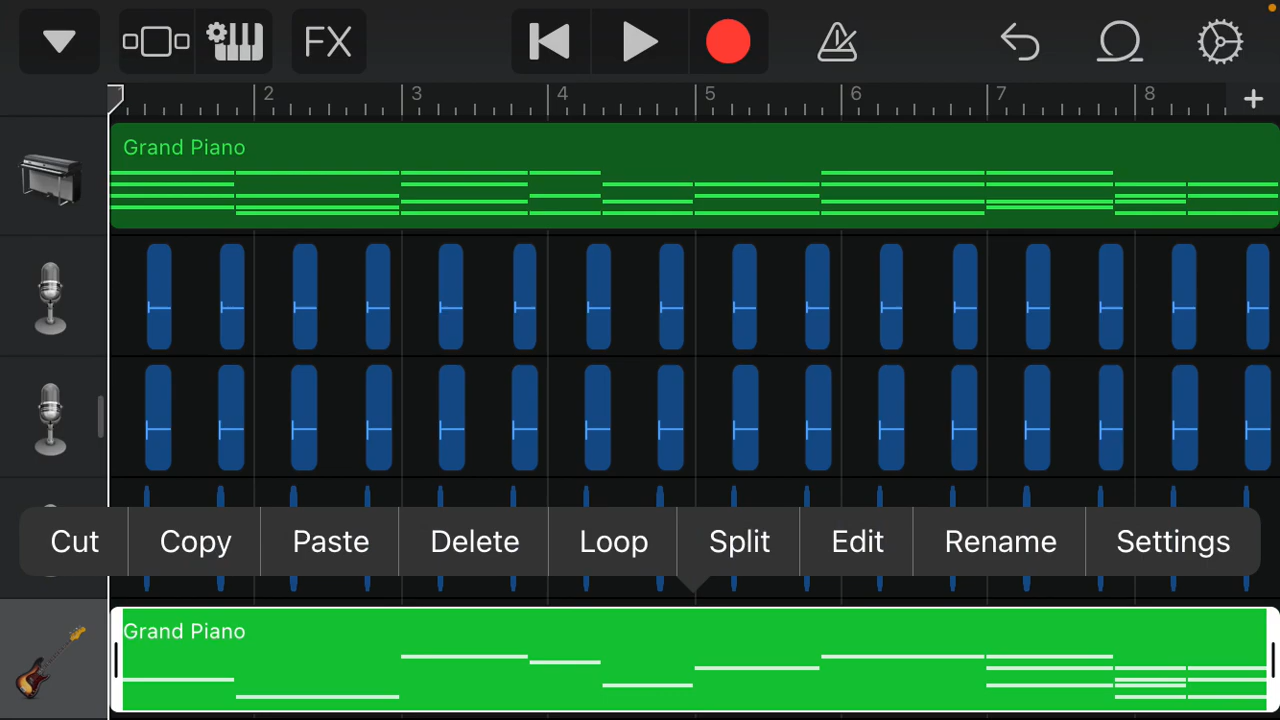 FX
2 3 4 5 6 7 8 +
Grand Piano
Cut Copy Paste Delete Loop Split Edit Rename Settings
Grand Piano